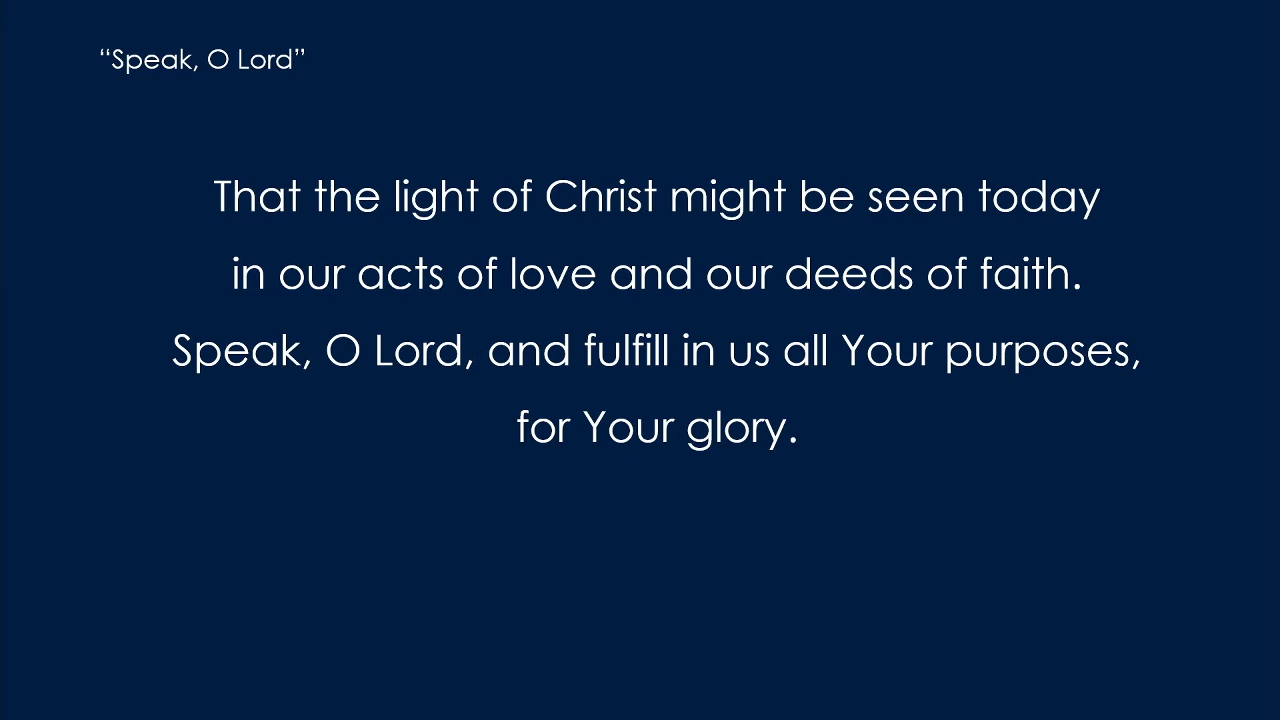 “Speak, O Lord”
That the light of Christ might be seen today
in our acts of love and our deeds of faith.
Speak, O Lord, and fulfill in us all Your purposes,
for Your glory.